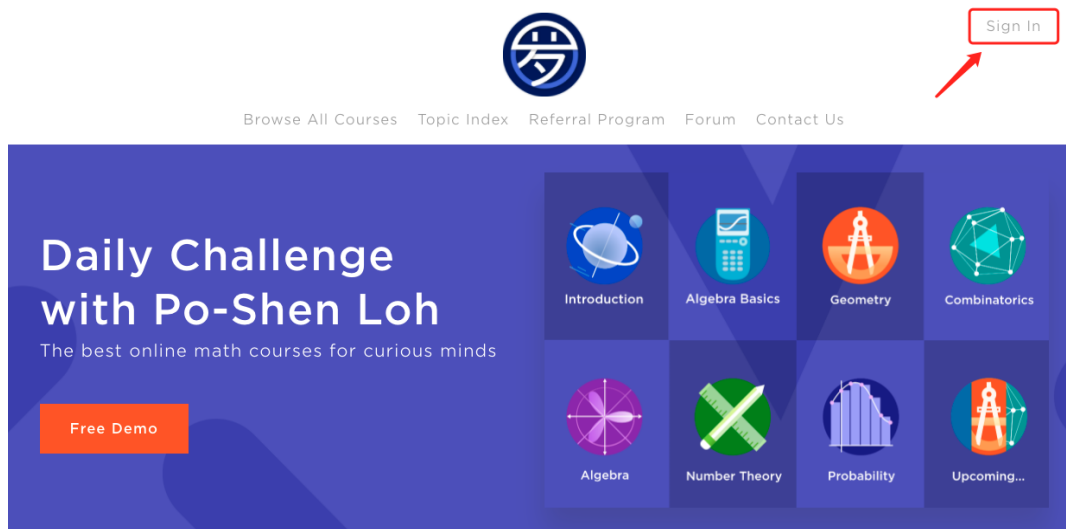 Sign In
Browse All Courses Topic Index Referral Program Forum Contact Us
Daily Challenge
with Po-Shen Loh
The best online math courses for curious minds
Free Demo
Introduction Algebra Basics Geometry Combinatorics
Algebra Number Theory Probability Upcoming...